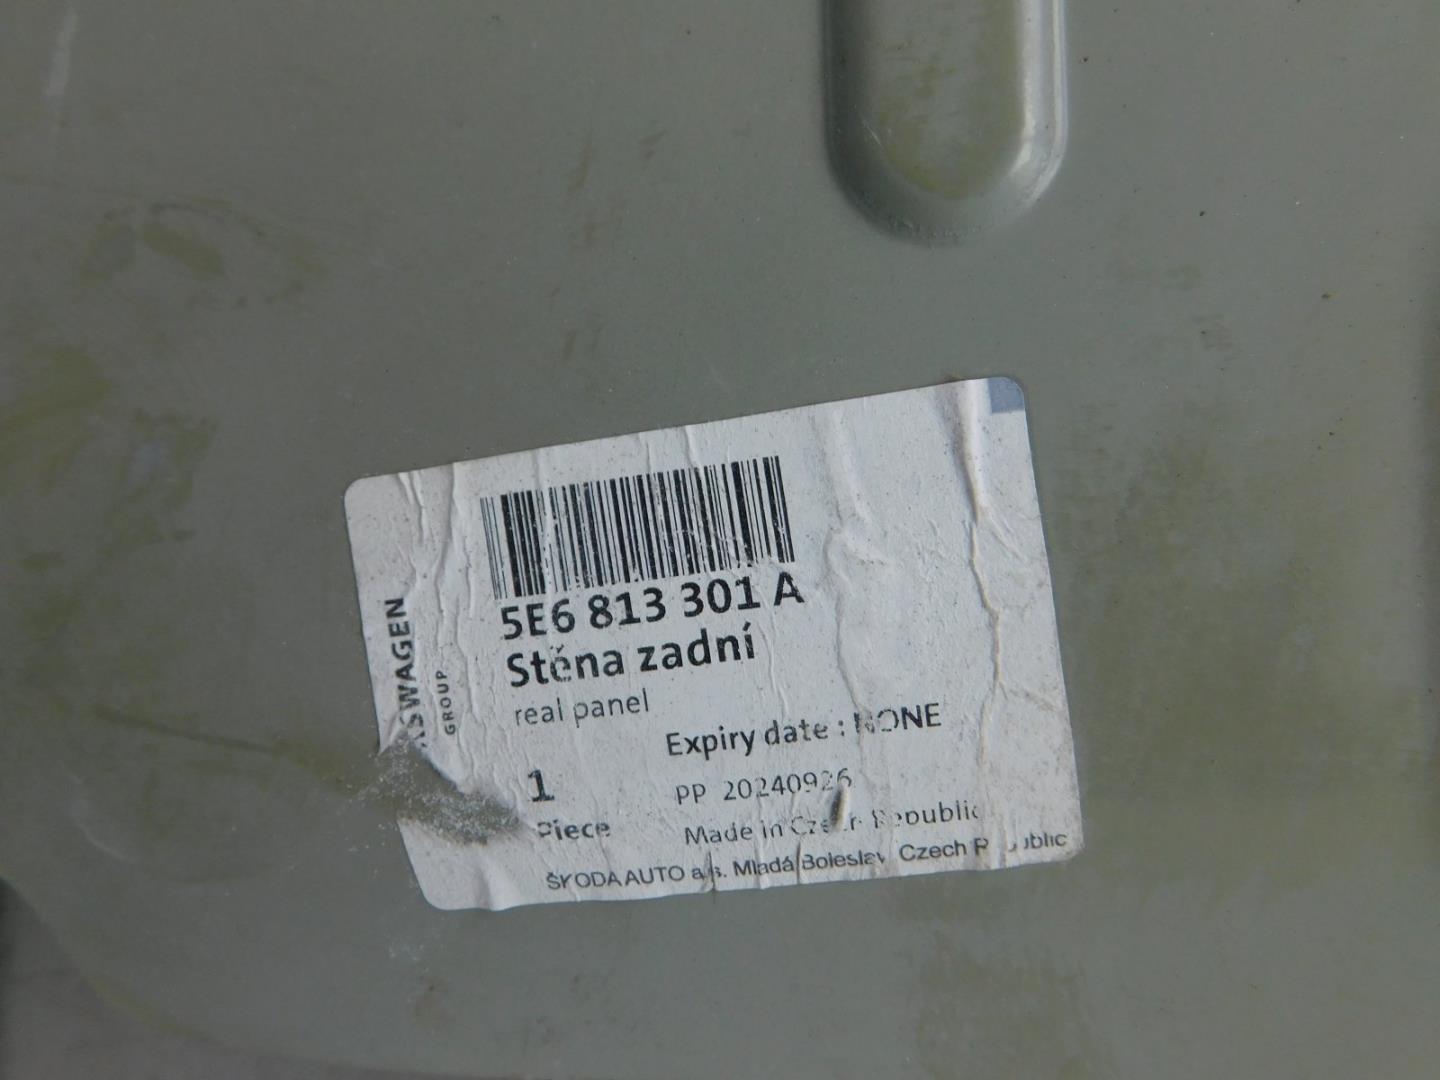 5E6 813 301 A
Stěna zadní
real panel
Expiry date : NONE
1
PP 20240926
Piece
Made in Czech Republic
ŠKODA AUTO a.s. Mladá Boleslav Czech Republic
GROUP